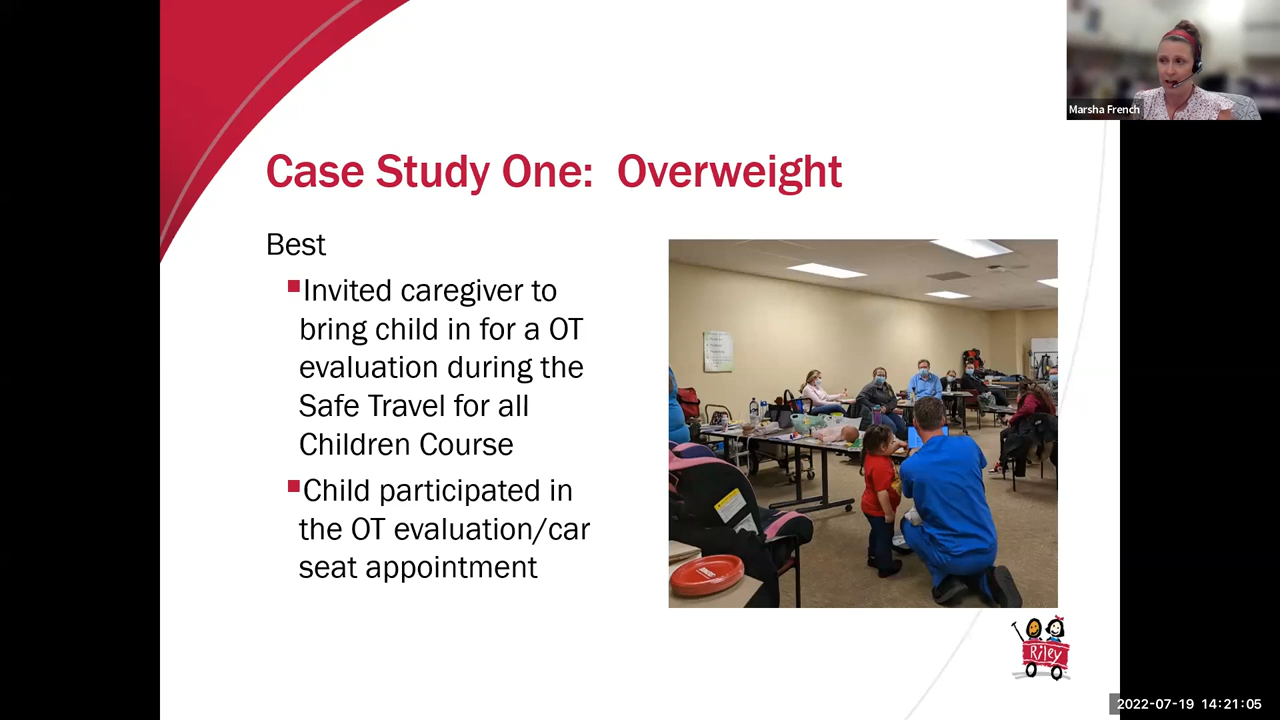 Marsha French
Case Study One: Overweight
Best
Invited caregiver to
bring child in for a OT
evaluation during the
Safe Travel for all
Children Course
Child participated in
the OT evaluation/car
seat appointment
Riley
2022-07-19 14:21:05